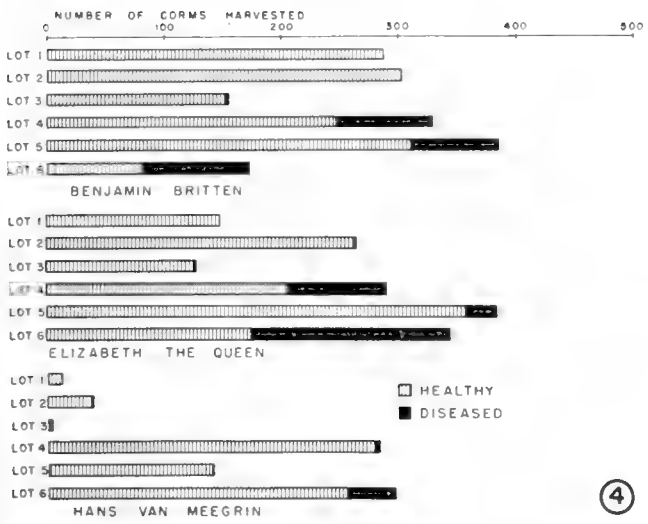 NUMBER OF CORMS HARVESTED
0 100 200 300 400 500
LOT 1
LOT 2
LOT 3
LOT 4
LOT 5
LOT 6
BENJAMIN BRITTEN
LOT 1
LOT 2
LOT 3
LOT 4
LOT 5
LOT 6
ELIZABETH THE QUEEN
LOT 1
LOT 2
LOT 3
LOT 4
LOT 5
LOT 6
HANS VAN MEEGRIN
HEALTHY
DISEASED
4